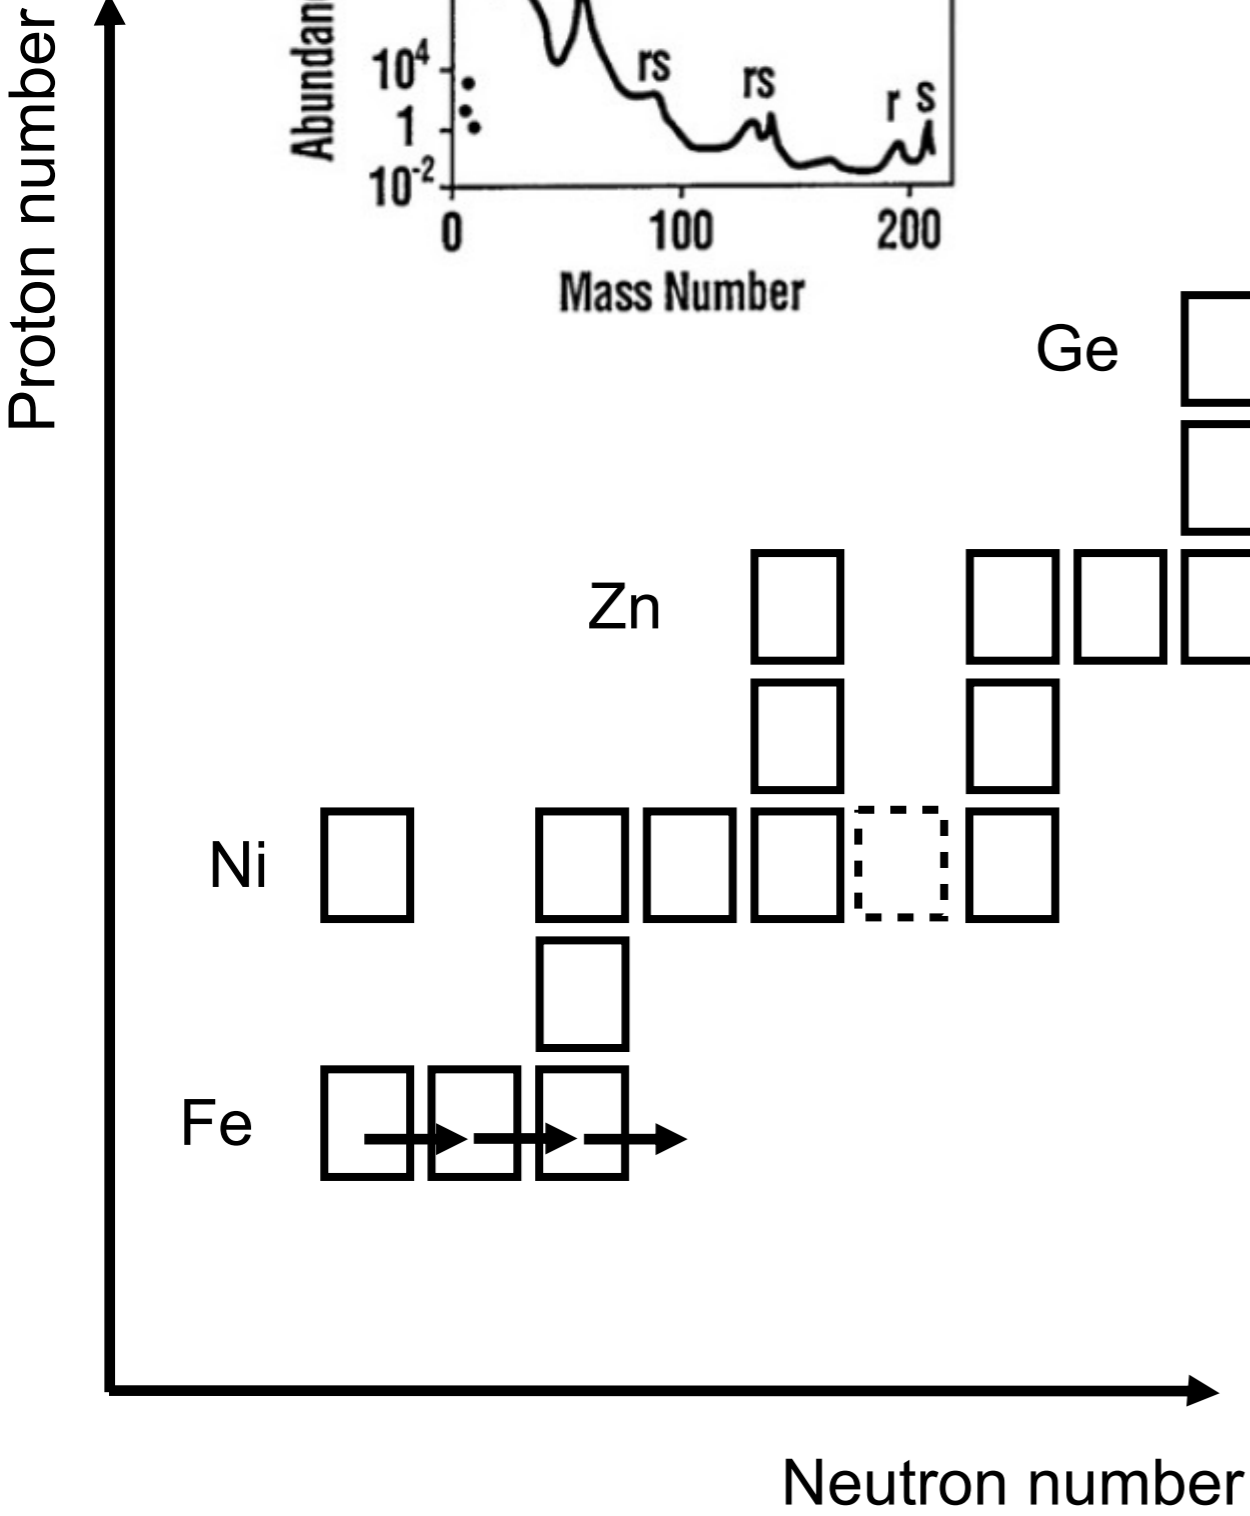 Proton number
Abundan
10⁴
1
10⁻²
rs
rs
r s
0 100 200
Mass Number
Ge
Zn
Ni
Fe
Neutron number